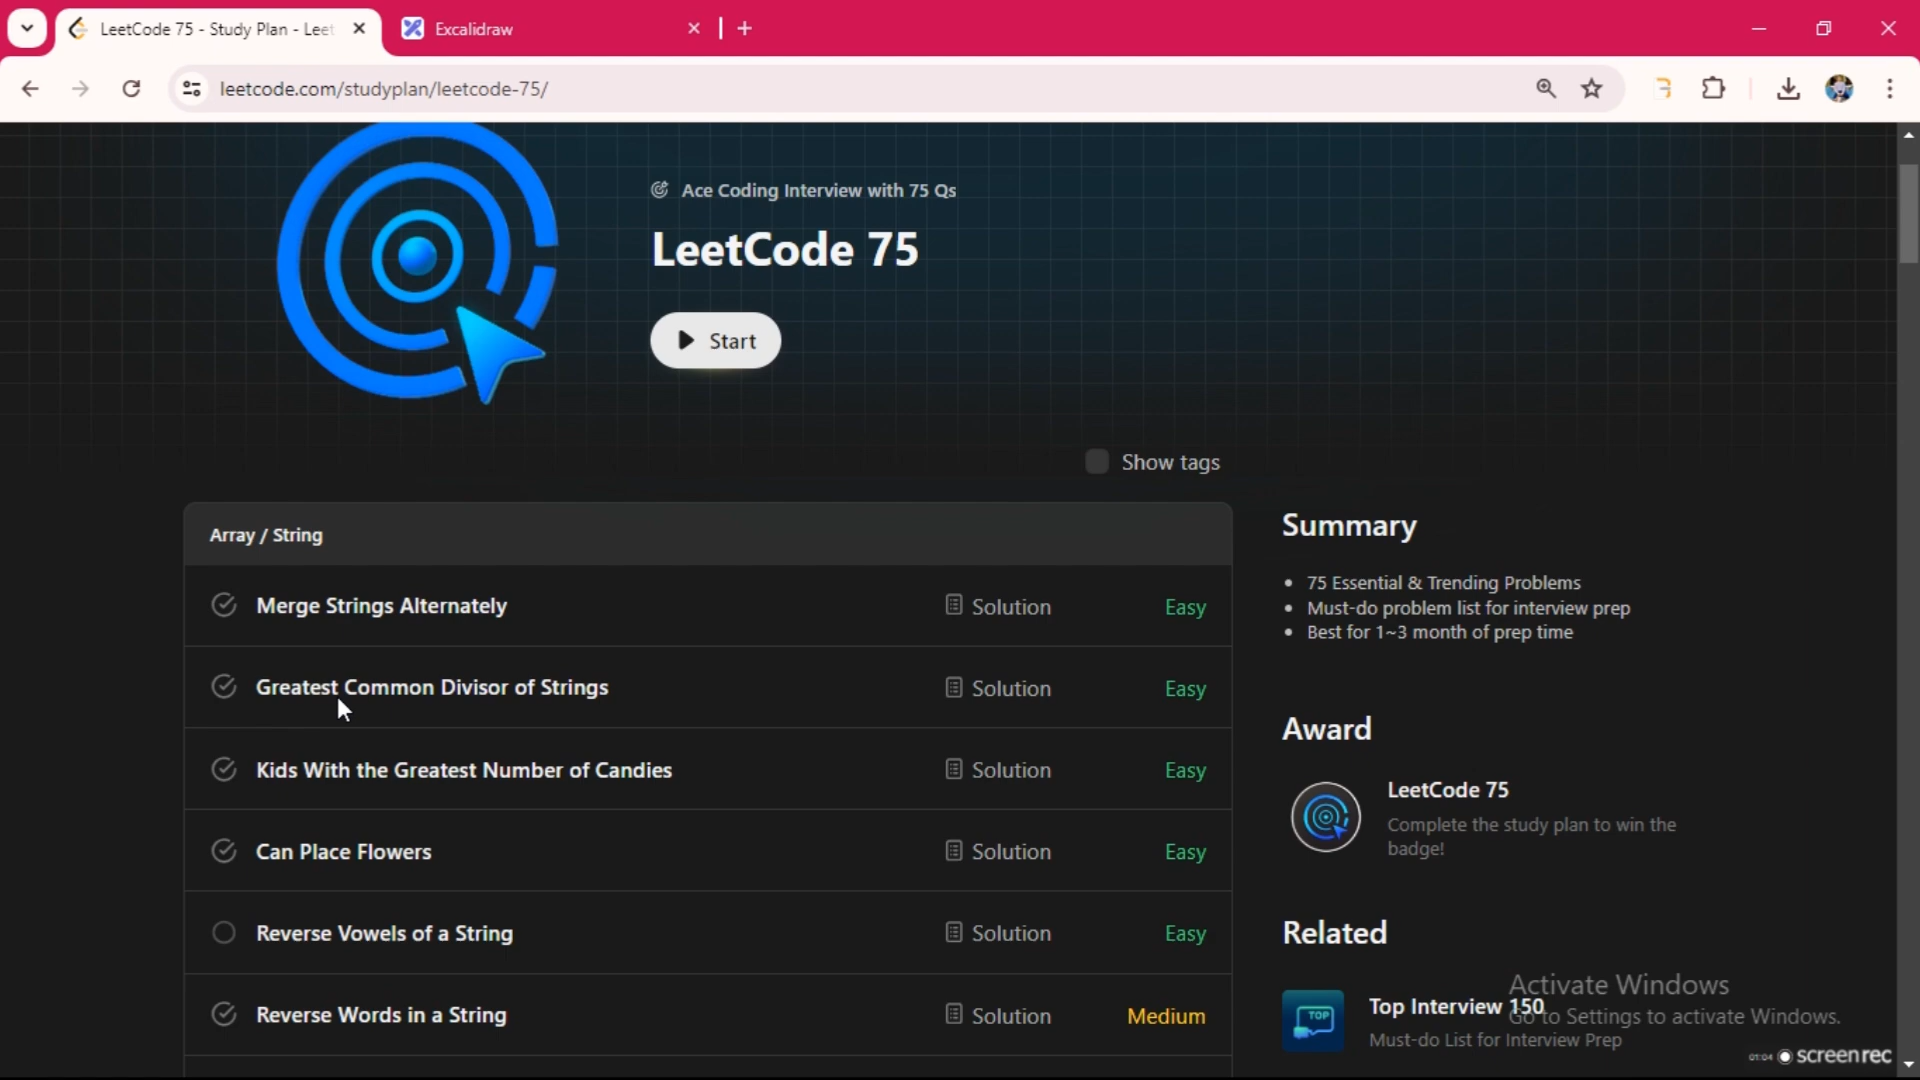 LeetCode 75 - Study Plan - Leet
Excalidraw
leetcode.com/studyplan/leetcode-75/
Ace Coding Interview with 75 Qs
LeetCode 75
Start
Show tags
Array / String
Merge Strings Alternately Solution Easy
Greatest Common Divisor of Strings Solution Easy
Kids With the Greatest Number of Candies Solution Easy
Can Place Flowers Solution Easy
Reverse Vowels of a String Solution Easy
Reverse Words in a String Solution Medium
Summary
75 Essential & Trending Problems
Must-do problem list for interview prep
Best for 1~3 month of prep time
Award
LeetCode 75
Complete the study plan to win the
badge!
Related
TOP
Top Interview 150
Must-do List for Interview Prep
Activate Windows
Go to Settings to activate Windows.
01:04 screenrec